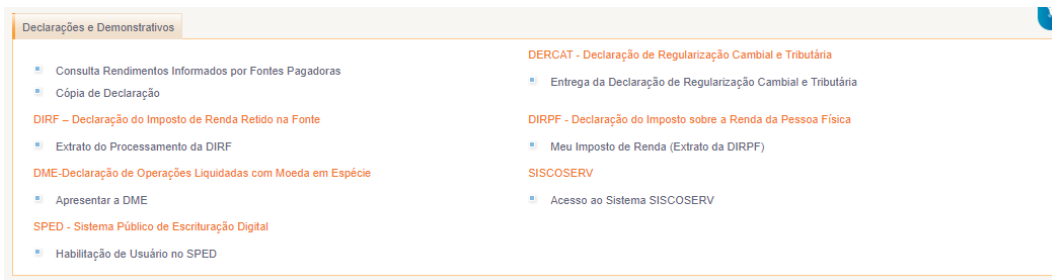 Declarações e Demonstrativos
Consulta Rendimentos Informados por Fontes Pagadoras
Cópia de Declaração
DIRF – Declaração do Imposto de Renda Retido na Fonte
Extrato do Processamento da DIRF
DME-Declaração de Operações Liquidadas com Moeda em Espécie
Apresentar a DME
SPED - Sistema Público de Escrituração Digital
Habilitação de Usuário no SPED
DERCAT - Declaração de Regularização Cambial e Tributária
Entrega da Declaração de Regularização Cambial e Tributária
DIRPF - Declaração do Imposto sobre a Renda da Pessoa Física
Meu Imposto de Renda (Extrato da DIRPF)
SISCOSERV
Acesso ao Sistema SISCOSERV